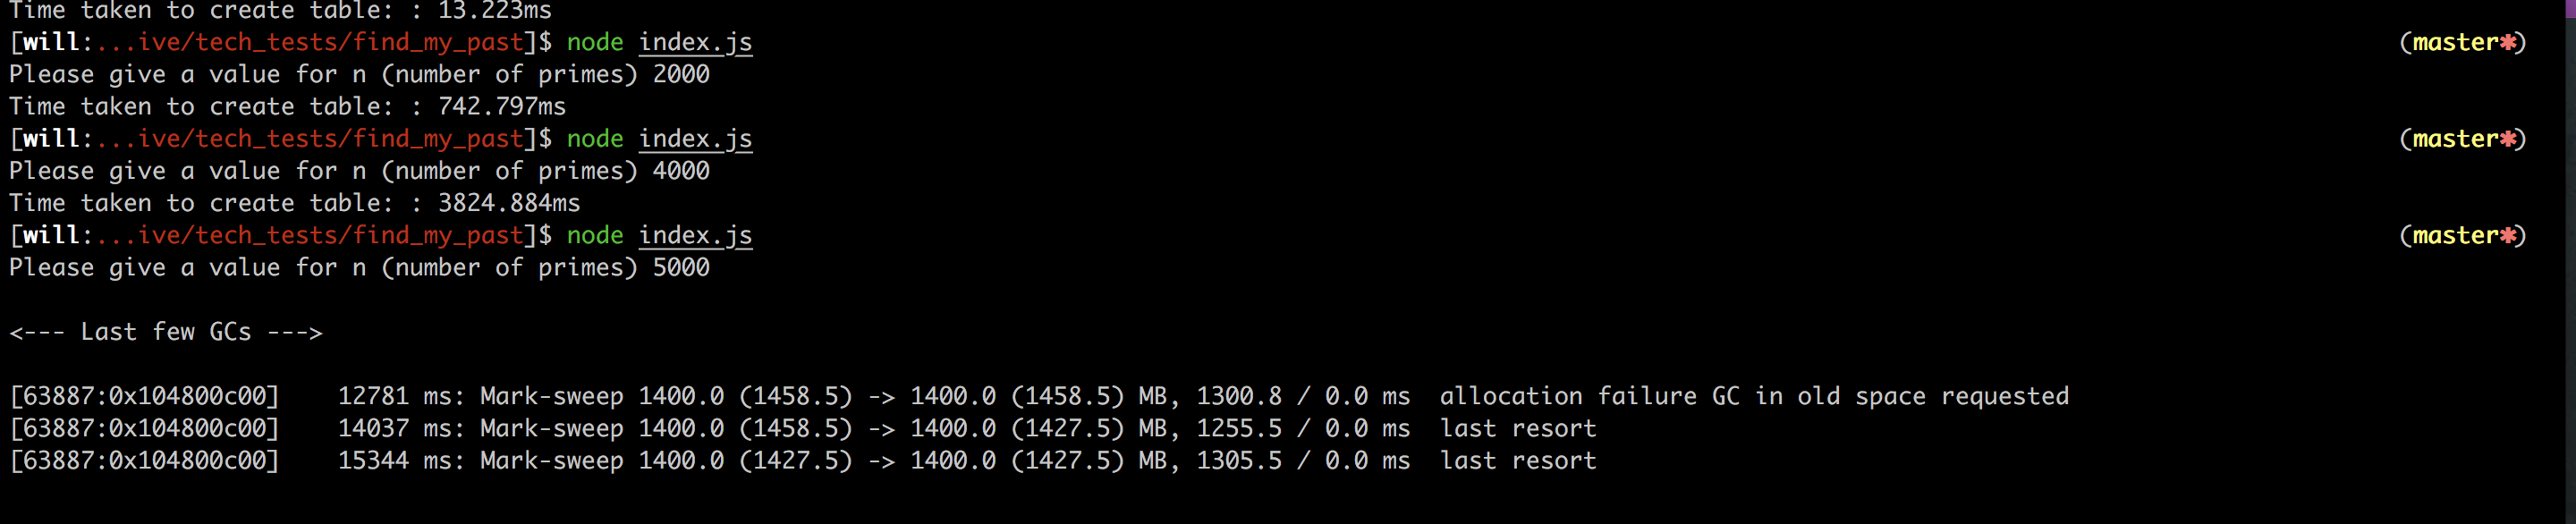 Time taken to create table: : 13.223ms
[will:...ive/tech_tests/find_my_past]$ node index.js (master✱)
Please give a value for n (number of primes) 2000
Time taken to create table: : 742.797ms
[will:...ive/tech_tests/find_my_past]$ node index.js (master✱)
Please give a value for n (number of primes) 4000
Time taken to create table: : 3824.884ms
[will:...ive/tech_tests/find_my_past]$ node index.js (master✱)
Please give a value for n (number of primes) 5000
<--- Last few GCs --->
[63887:0x104800c00]    12781 ms: Mark-sweep 1400.0 (1458.5) -> 1400.0 (1458.5) MB, 1300.8 / 0.0 ms  allocation failure GC in old space requested
[63887:0x104800c00]    14037 ms: Mark-sweep 1400.0 (1458.5) -> 1400.0 (1427.5) MB, 1255.5 / 0.0 ms  last resort
[63887:0x104800c00]    15344 ms: Mark-sweep 1400.0 (1427.5) -> 1400.0 (1427.5) MB, 1305.5 / 0.0 ms  last resort